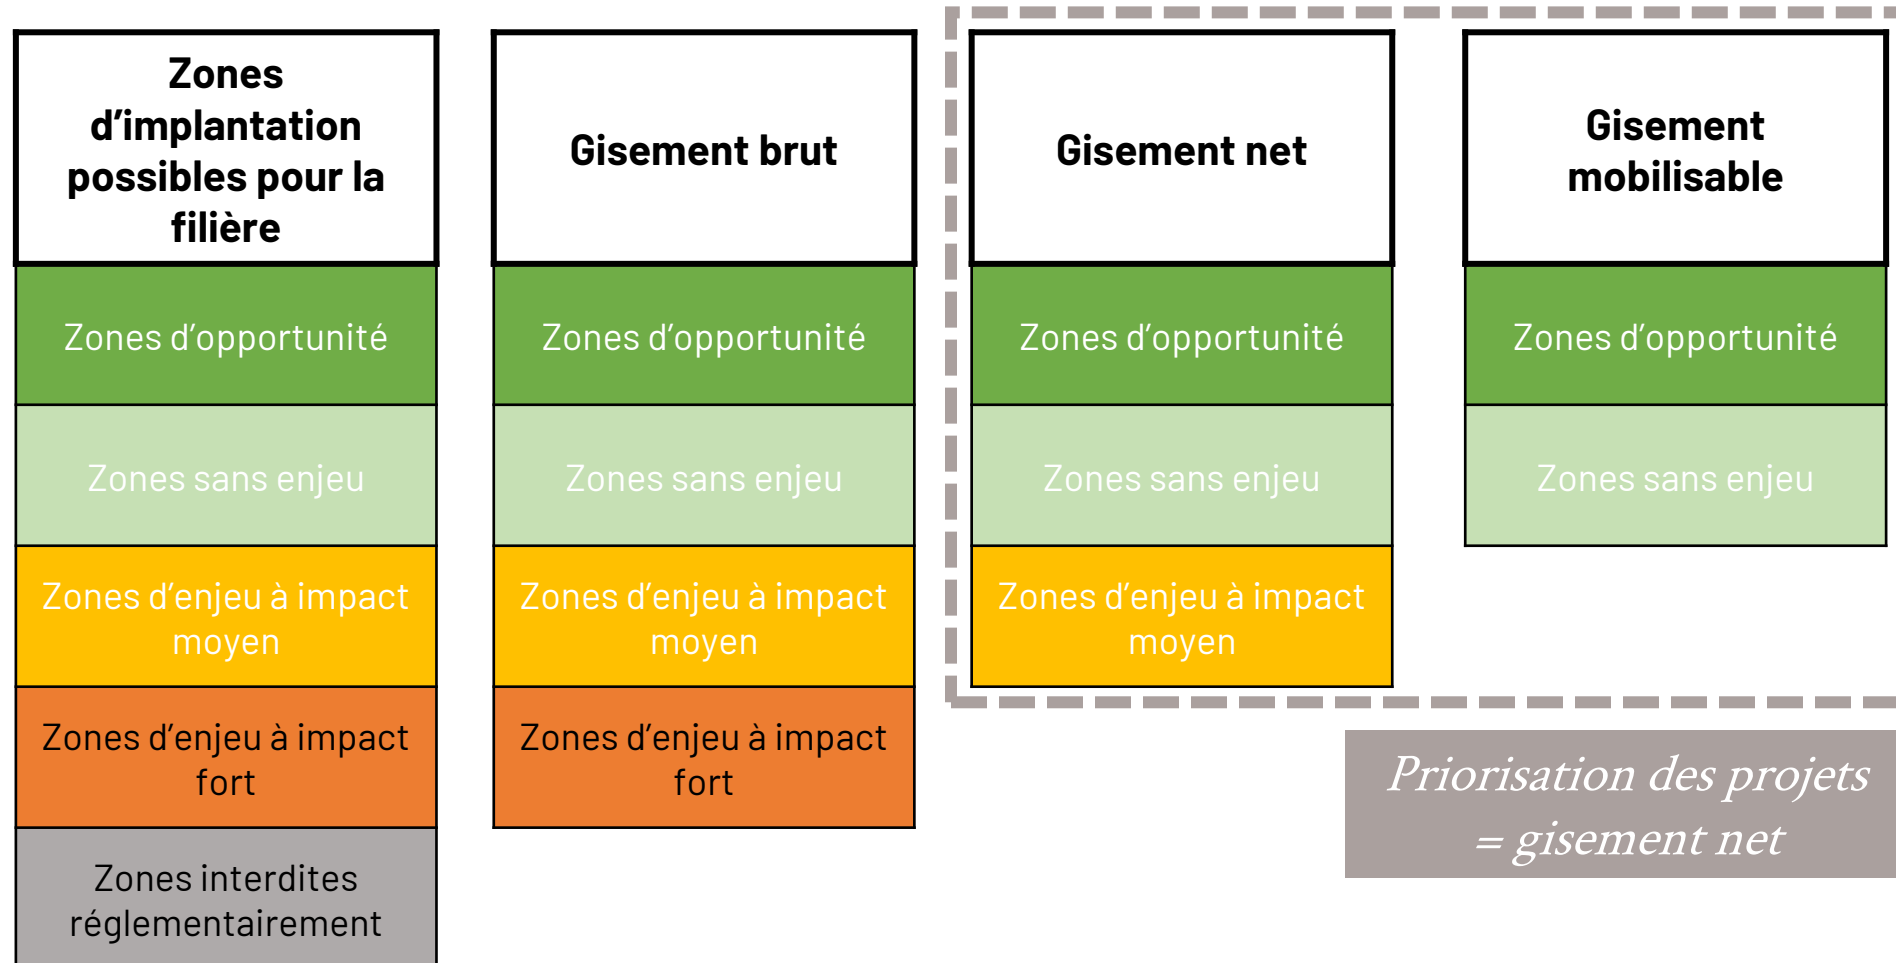 Zones
d’implantation
possibles pour la
filière
Zones d’opportunité
Zones sans enjeu
Zones d’enjeu à impact
moyen
Zones d’enjeu à impact
fort
Zones interdites
réglementairement
Gisement brut
Zones d’opportunité
Zones sans enjeu
Zones d’enjeu à impact
moyen
Zones d’enjeu à impact
fort
Gisement net
Zones d’opportunité
Zones sans enjeu
Zones d’enjeu à impact
moyen
Gisement
mobilisable
Zones d’opportunité
Zones sans enjeu
Priorisation des projets
= gisement net